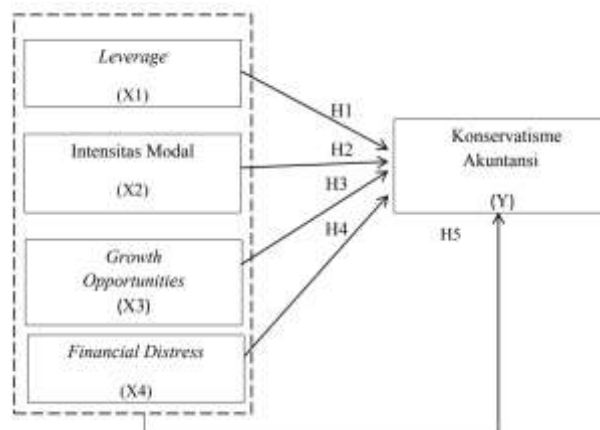 Leverage
(X1)
Intensitas Modal
(X2)
Growth
Opportunities
(X3)
Financial Distress
(X4)
H1
H2
H3
H4
H5
Konservatisme
Akuntansi
(Y)